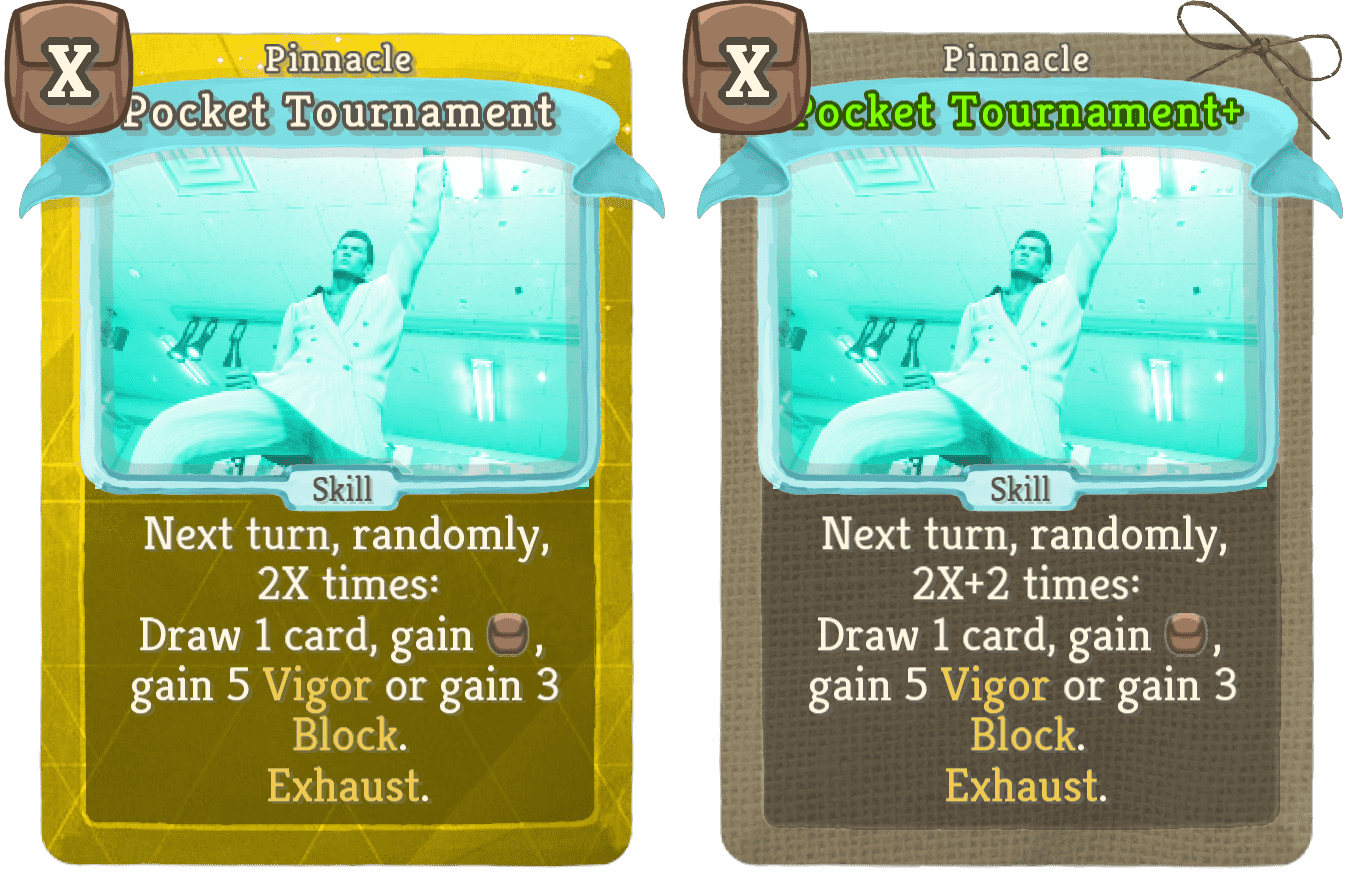 X
Pinnacle
Pocket Tournament
Skill
Next turn, randomly,
2X times:
Draw 1 card, gain ,
gain 5 Vigor or gain 3
Block.
Exhaust.
X
Pinnacle
Pocket Tournament+
Skill
Next turn, randomly,
2X+2 times:
Draw 1 card, gain ,
gain 5 Vigor or gain 3
Block.
Exhaust.